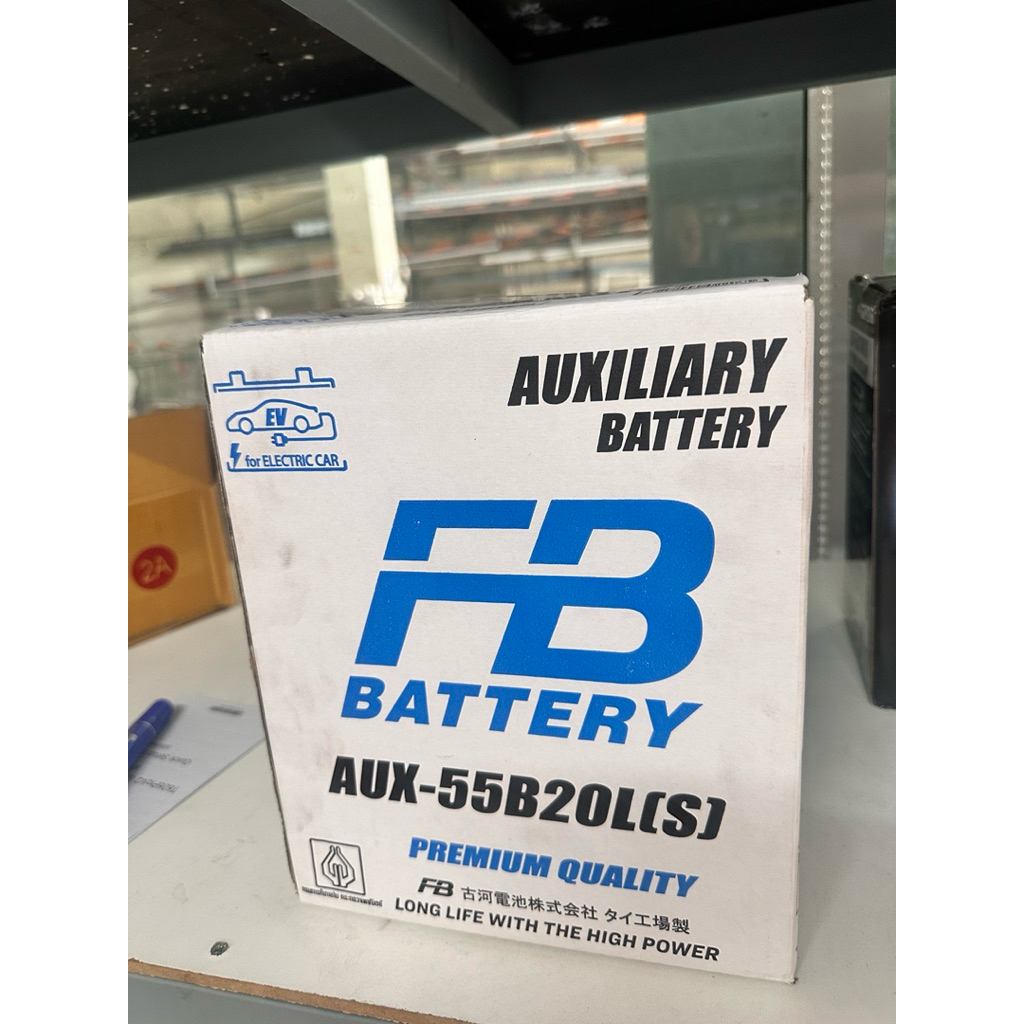 AUXILIARY
BATTERY
EV
for ELECTRIC CAR
FB
BATTERY
AUX-55B20L(S)
PREMIUM QUALITY
FB 古河電池株式会社 タイ工場製
LONG LIFE WITH THE HIGH POWER
2A